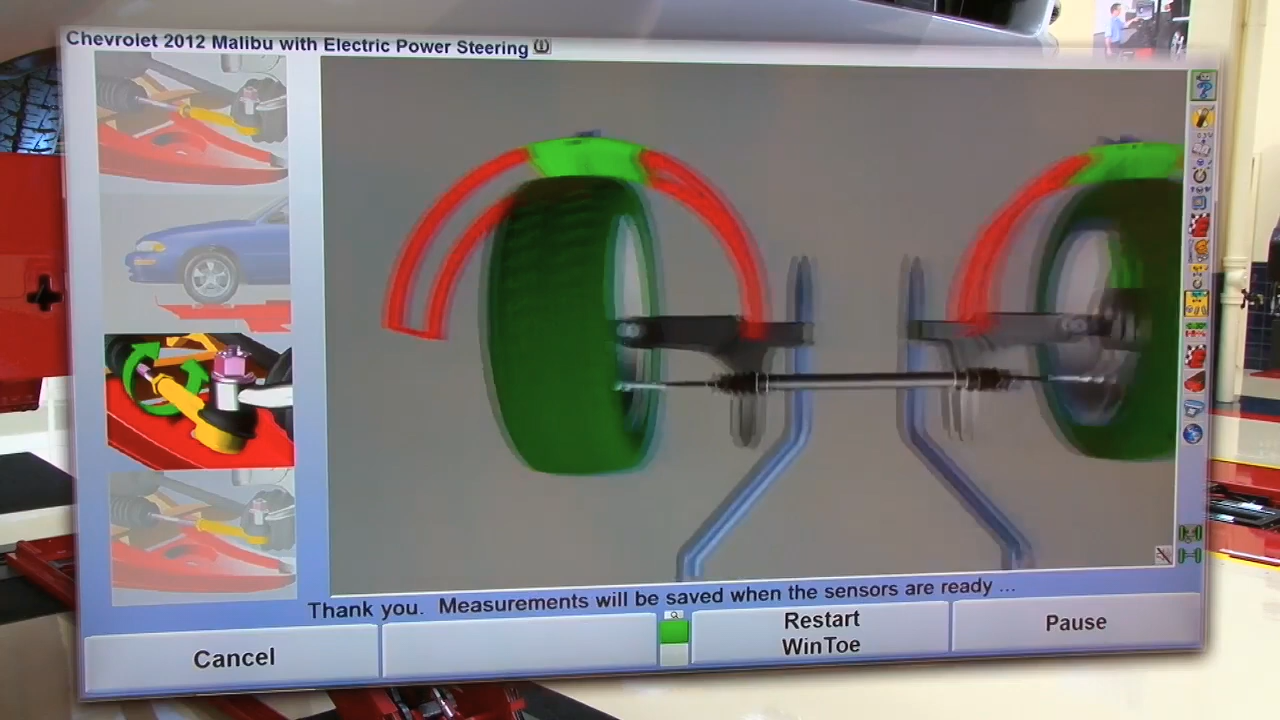 Chevrolet 2012 Malibu with Electric Power Steering
Thank you. Measurements will be saved when the sensors are ready ...
Cancel
Restart
WinToe
Pause